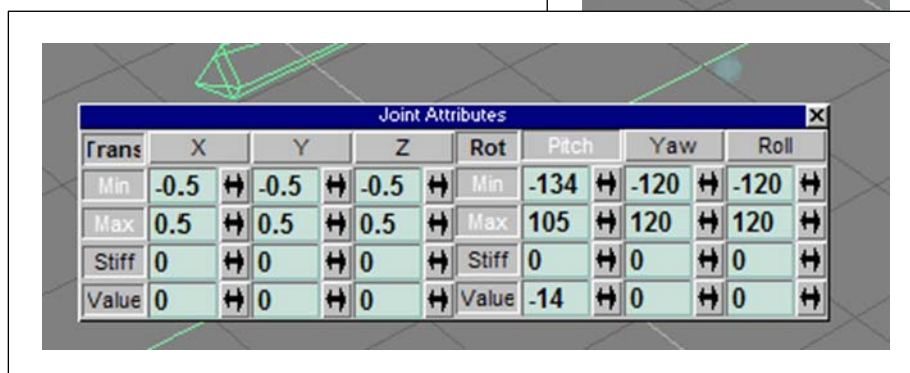 Joint Attributes
Trans X Y Z Rot Pitch Yaw Roll
Min -0.5 -0.5 -0.5 Min -134 -120 -120
Max 0.5 0.5 0.5 Max 105 120 120
Stiff 0 0 0 Stiff 0 0 0
Value 0 0 0 Value -14 0 0